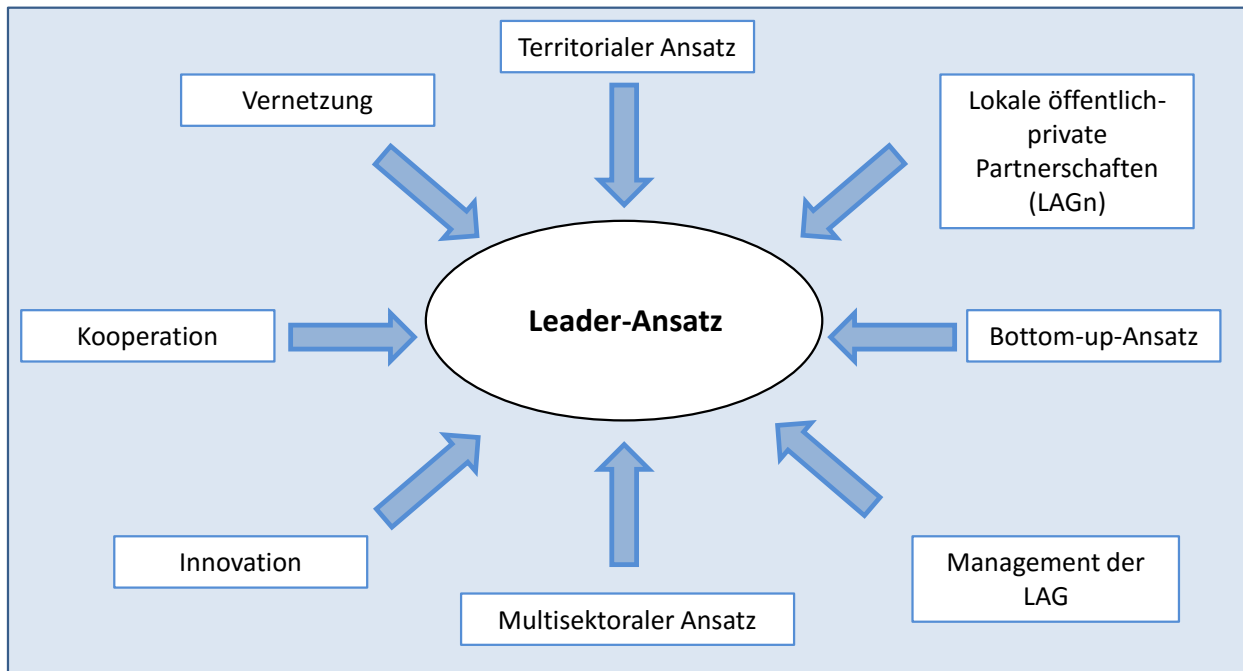 Territorialer Ansatz
Vernetzung
Lokale öffentlich-
private
Partnerschaften
(LAGn)
Leader-Ansatz
Kooperation
Bottom-up-Ansatz
Innovation
Management der
LAG
Multisektoraler Ansatz